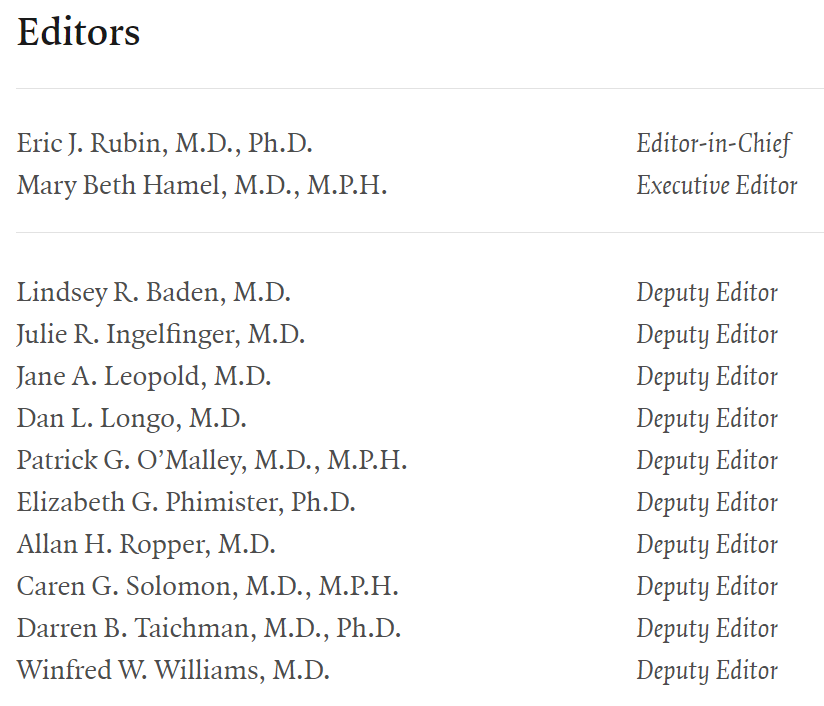 Editors
Eric J. Rubin, M.D., Ph.D. Editor-in-Chief
Mary Beth Hamel, M.D., M.P.H. Executive Editor
Lindsey R. Baden, M.D. Deputy Editor
Julie R. Ingelfinger, M.D. Deputy Editor
Jane A. Leopold, M.D. Deputy Editor
Dan L. Longo, M.D. Deputy Editor
Patrick G. O’Malley, M.D., M.P.H. Deputy Editor
Elizabeth G. Phimister, Ph.D. Deputy Editor
Allan H. Ropper, M.D. Deputy Editor
Caren G. Solomon, M.D., M.P.H. Deputy Editor
Darren B. Taichman, M.D., Ph.D. Deputy Editor
Winfred W. Williams, M.D. Deputy Editor